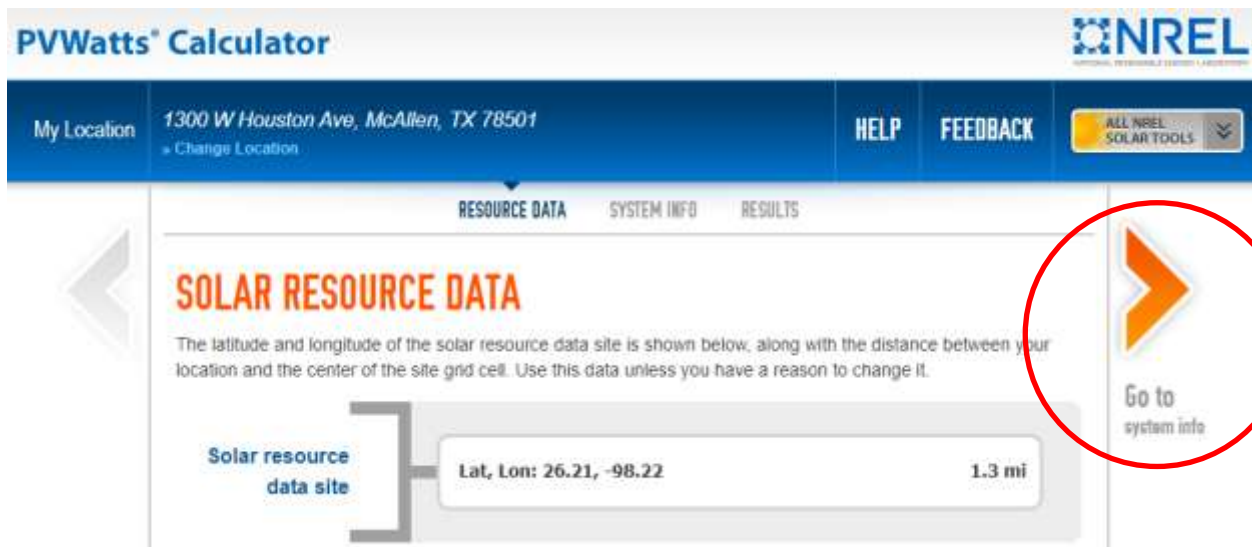 PVWatts® Calculator
NREL
NATIONAL RENEWABLE ENERGY LABORATORY
My Location
1300 W Houston Ave, McAllen, TX 78501
» Change Location
HELP
FEEDBACK
ALL NREL
SOLAR TOOLS
RESOURCE DATA SYSTEM INFO RESULTS
SOLAR RESOURCE DATA
The latitude and longitude of the solar resource data site is shown below, along with the distance between your
location and the center of the site grid cell. Use this data unless you have a reason to change it.
Go to
system info
Solar resource
data site
Lat, Lon: 26.21, -98.22 1.3 mi